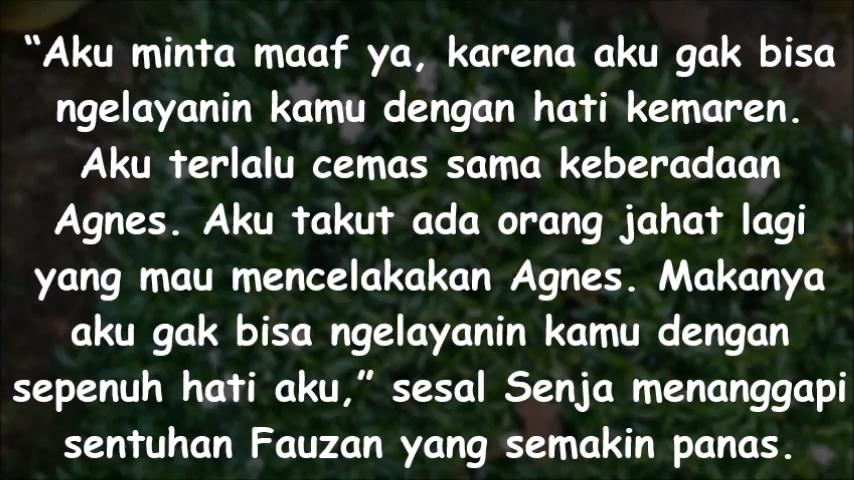 “Aku minta maaf ya, karena aku gak bisa
ngelayanin kamu dengan hati kemaren.
Aku terlalu cemas sama keberadaan
Agnes. Aku takut ada orang jahat lagi
yang mau mencelakakan Agnes. Makanya
aku gak bisa ngelayanin kamu dengan
sepenuh hati aku,” sesal Senja menanggapi
sentuhan Fauzan yang semakin panas.